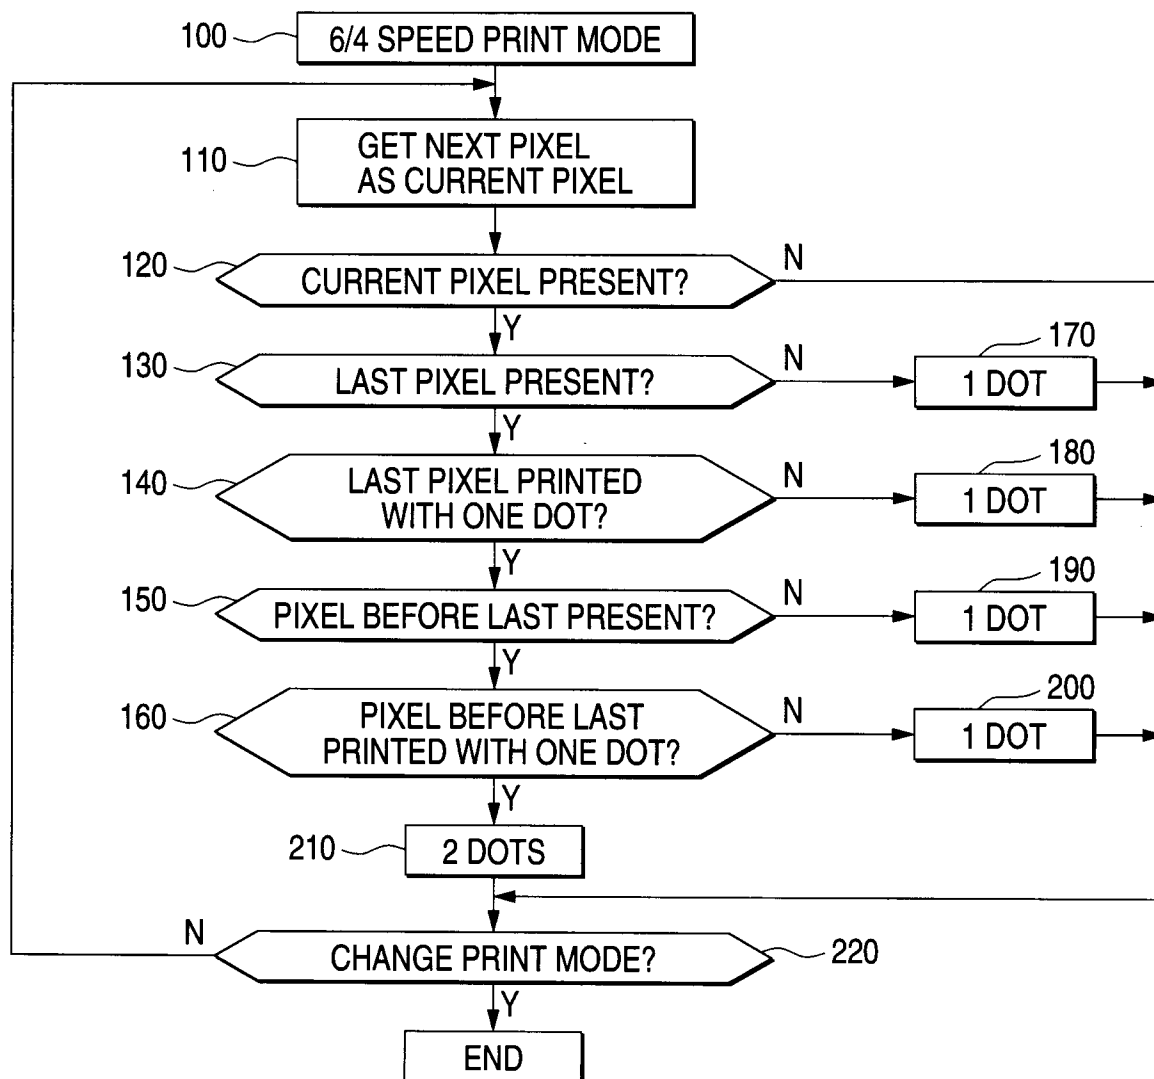 100
6/4 SPEED PRINT MODE
110
GET NEXT PIXEL
AS CURRENT PIXEL
120
CURRENT PIXEL PRESENT?
N
Y
130
LAST PIXEL PRESENT?
N
170
1 DOT
Y
140
LAST PIXEL PRINTED
WITH ONE DOT?
N
180
1 DOT
Y
150
PIXEL BEFORE LAST PRESENT?
N
190
1 DOT
Y
160
PIXEL BEFORE LAST
PRINTED WITH ONE DOT?
N
200
1 DOT
Y
210
2 DOTS
N
CHANGE PRINT MODE?
220
Y
END